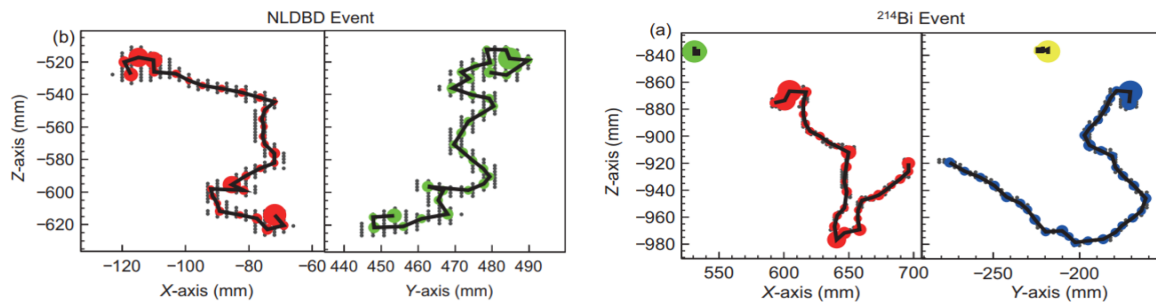 NLDBD Event
(b)
−520
−540
−560
−580
−600
−620
Z-axis (mm)
−120 −100 −80 −60
X-axis (mm)
440 450 460 470 480 490
Y-axis (mm)
²¹⁴Bi Event
(a)
−840
−860
−880
−900
−920
−940
−960
−980
Z-axis (mm)
550 600 650 700
X-axis (mm)
−250 −200
Y-axis (mm)